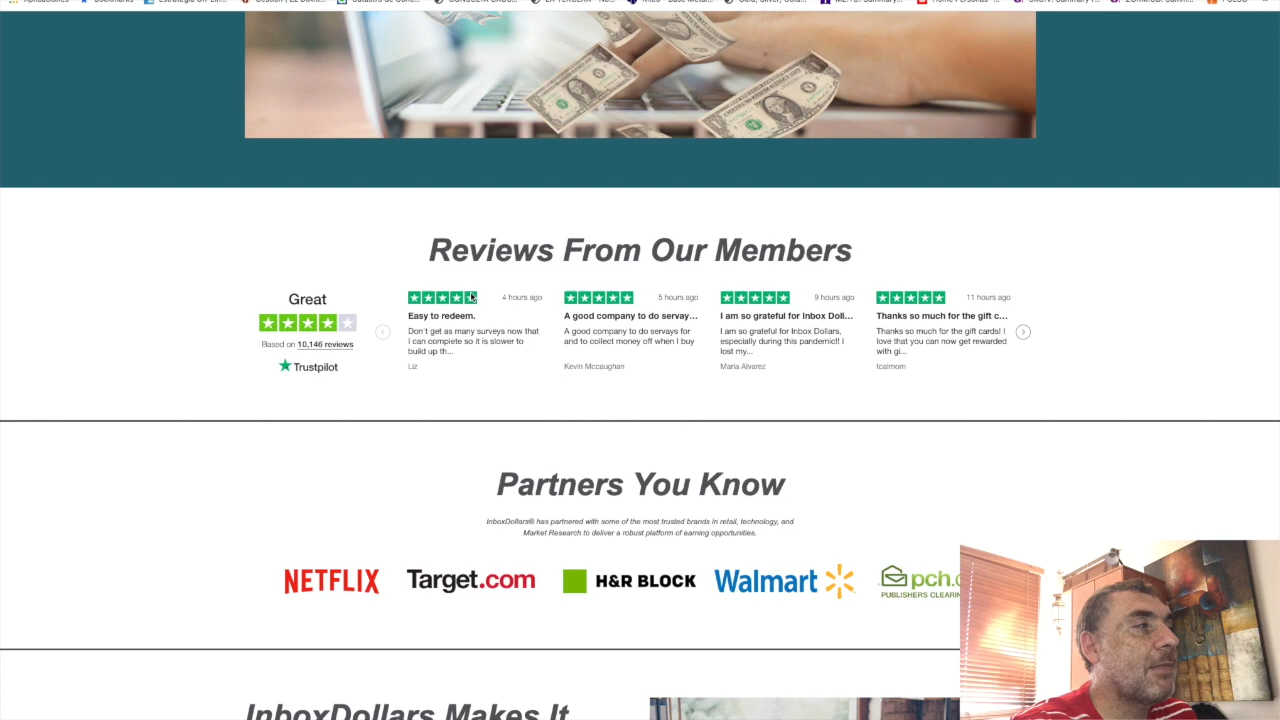 Aplicaciones Bookmarks
Reviews From Our Members
Great
Based on 10,146 reviews
Trustpilot
4 hours ago
Easy to redeem.
Don't get as many surveys now that
I can complete so it is slower to
build up th...
Liz
5 hours ago
A good company to do servay...
A good company to do servays for
and to collect money off when I buy
Kevin Mccaughan
9 hours ago
I am so grateful for Inbox Doll...
I am so grateful for Inbox Dollars,
especially during this pandemic!! I
lost my...
Maria Alvarez
11 hours ago
Thanks so much for the gift c...
Thanks so much for the gift cards! I
love that you can now get rewarded
with gi...
tcalmom
Partners You Know
InboxDollars® has partnered with some of the most trusted brands in retail, technology, and
Market Research to deliver a robust platform of earning opportunities.
NETFLIX
Target.com
H&R BLOCK
Walmart
pch.c
PUBLISHERS CLEARIN
InboxDollars Makes It